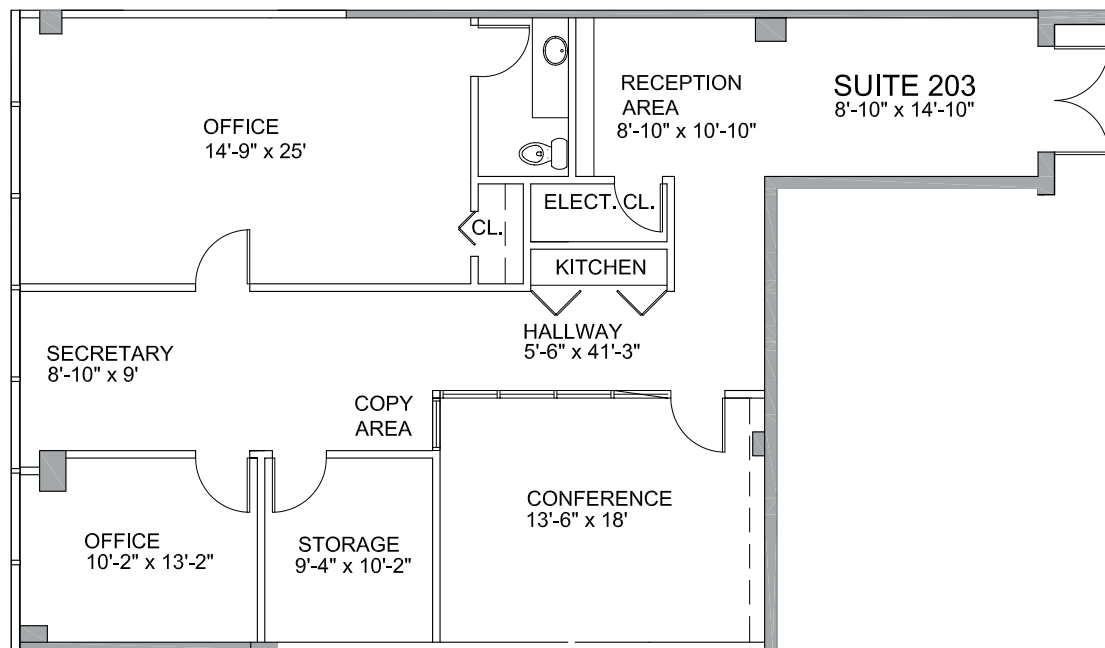 RECEPTION
AREA
8'-10" x 10'-10"
SUITE 203
8'-10" x 14'-10"
OFFICE
14'-9" x 25'
ELECT. CL.
CL.
KITCHEN
HALLWAY
5'-6" x 41'-3"
SECRETARY
8'-10" x 9'
COPY
AREA
CONFERENCE
13'-6" x 18'
OFFICE
10'-2" x 13'-2"
STORAGE
9'-4" x 10'-2"